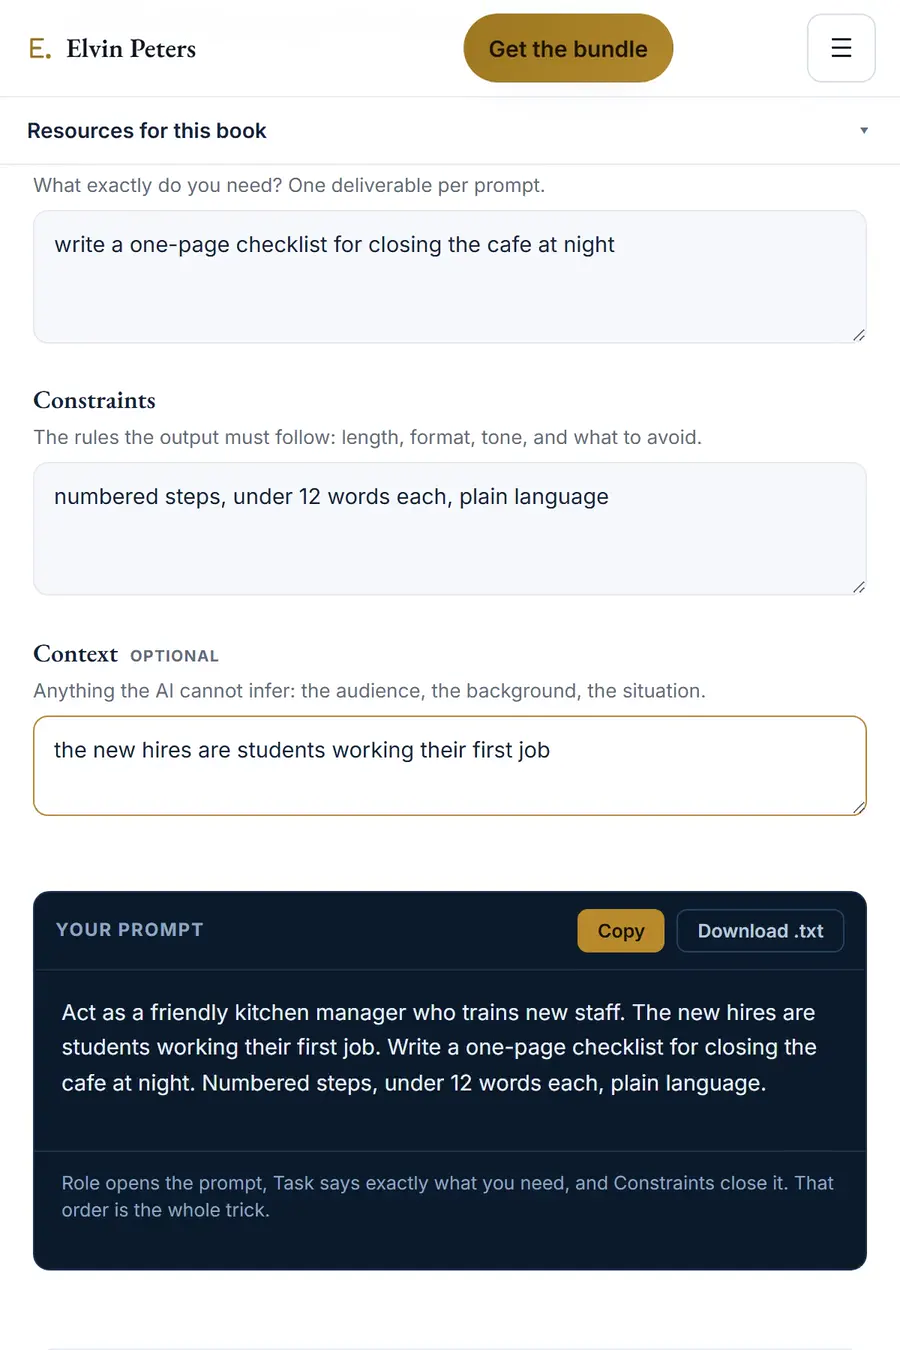 E. Elvin Peters
Get the bundle
Resources for this book
What exactly do you need? One deliverable per prompt.
write a one-page checklist for closing the cafe at night
Constraints
The rules the output must follow: length, format, tone, and what to avoid.
numbered steps, under 12 words each, plain language
Context OPTIONAL
Anything the AI cannot infer: the audience, the background, the situation.
the new hires are students working their first job
YOUR PROMPT
Copy
Download .txt
Act as a friendly kitchen manager who trains new staff. The new hires are
students working their first job. Write a one-page checklist for closing the
cafe at night. Numbered steps, under 12 words each, plain language.
Role opens the prompt, Task says exactly what you need, and Constraints close it. That
order is the whole trick.